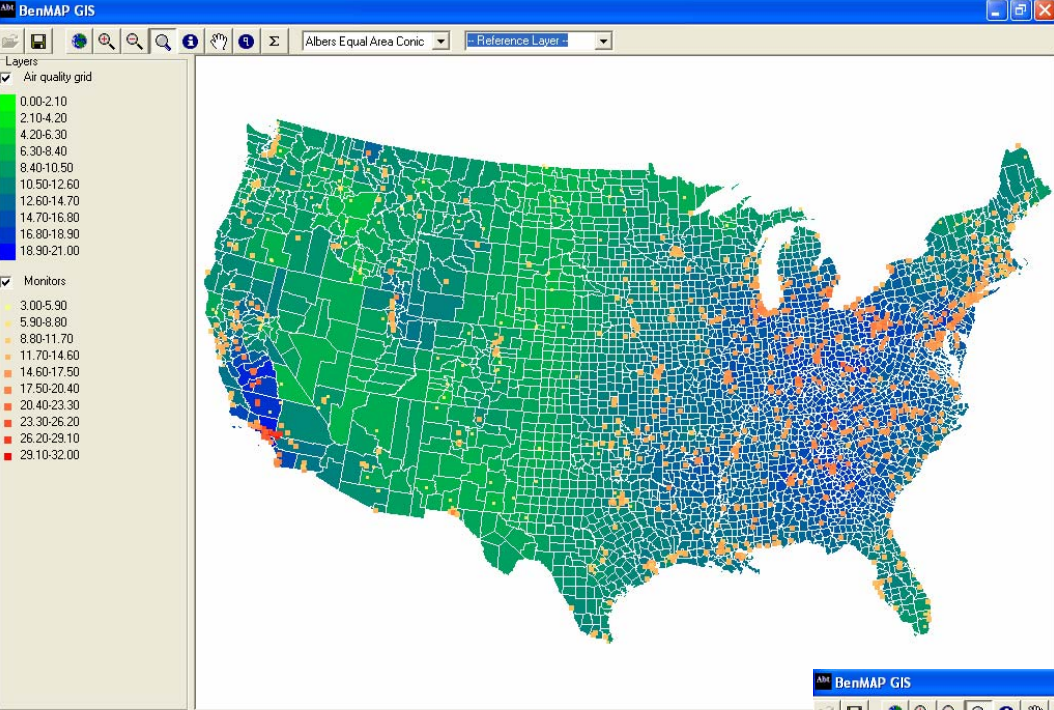 Abt BenMAP GIS
Albers Equal Area Conic
-- Reference Layer --
Layers
Air quality grid
0.00-2.10
2.10-4.20
4.20-6.30
6.30-8.40
8.40-10.50
10.50-12.60
12.60-14.70
14.70-16.80
16.80-18.90
18.90-21.00
Monitors
3.00-5.90
5.90-8.80
8.80-11.70
11.70-14.60
14.60-17.50
17.50-20.40
20.40-23.30
23.30-26.20
26.20-29.10
29.10-32.00
Abt BenMAP GIS